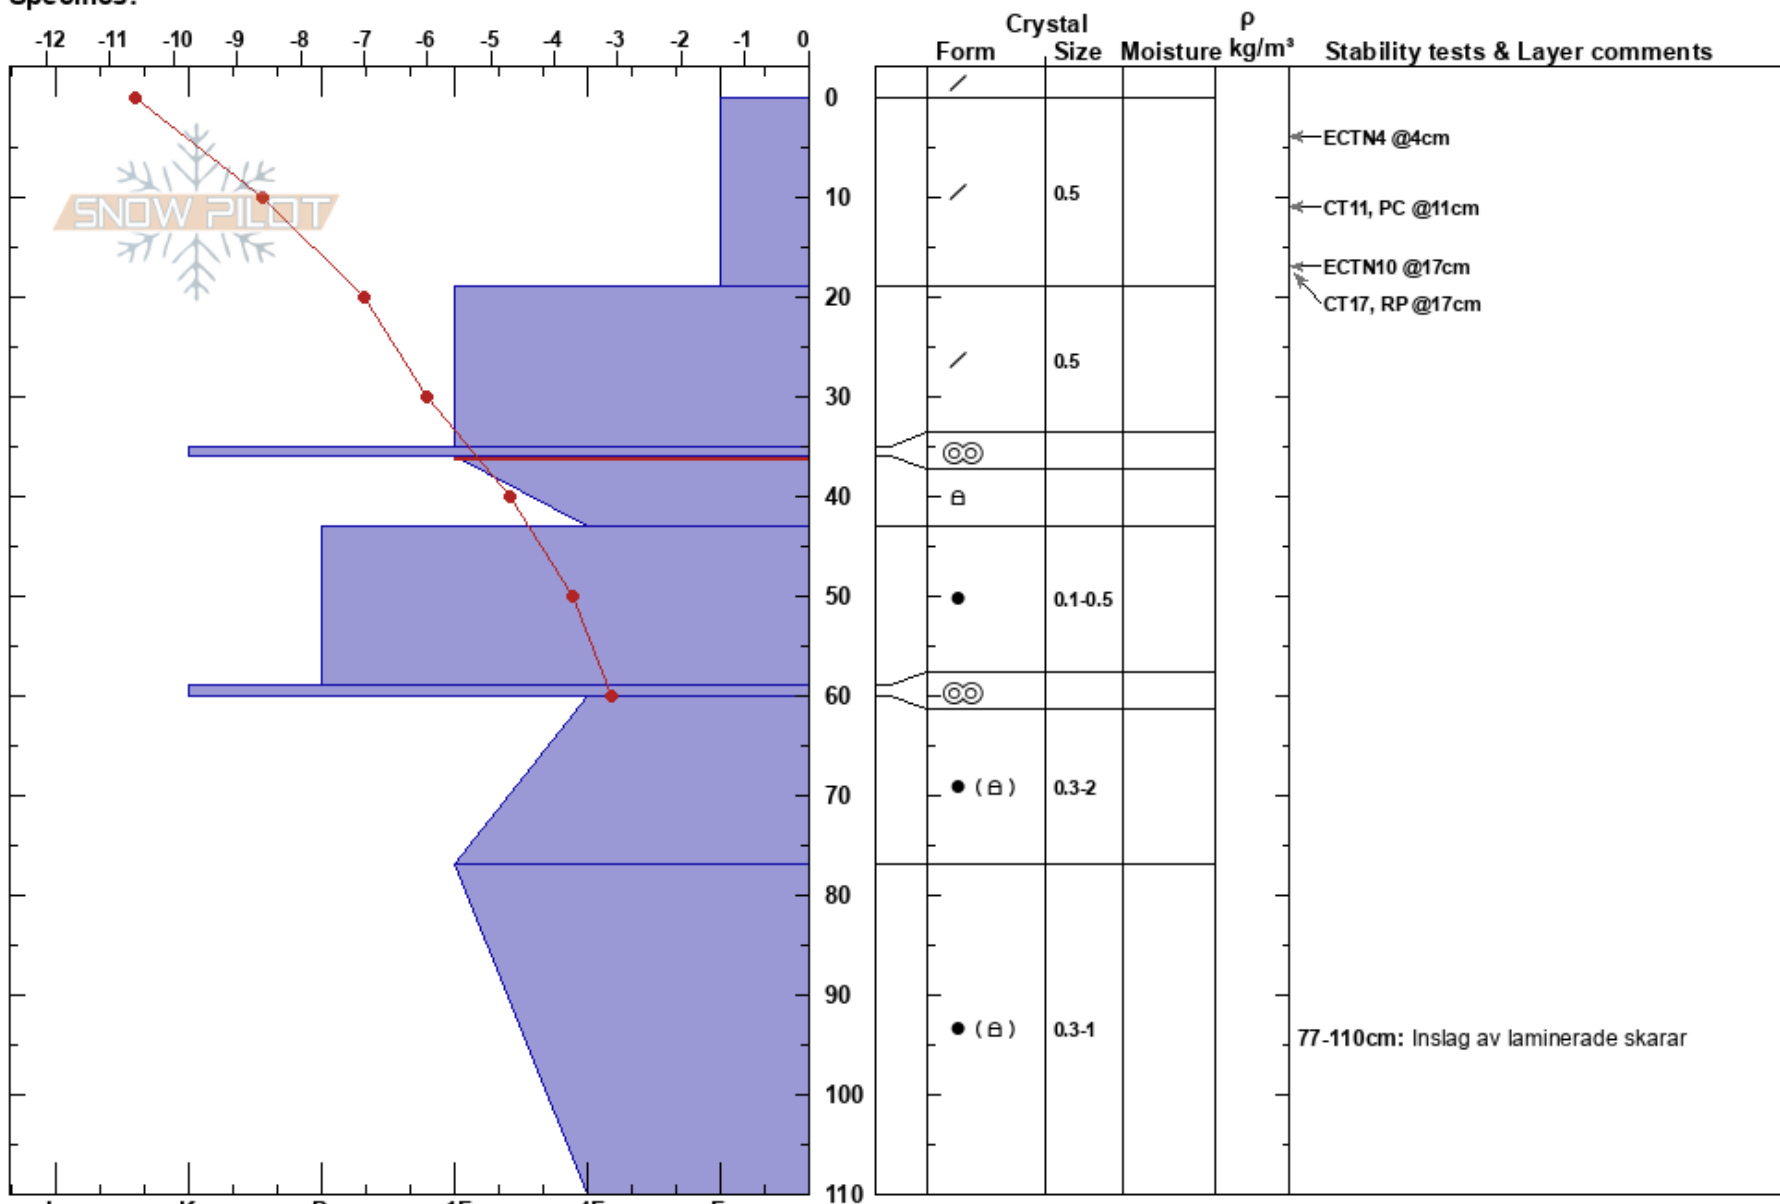 Crystal ρ
-12 -11 -10 -9 -8 -6 -7 -5 -4 -3 -2 -1 0
Form Size Moisture kg/m³ Stability tests & Layer comments
0
ECTN4 @4cm
SNOW PILOT
10
0.5
CT11, PC @11cm
ECTN10 @17cm
20
CT17, RP @17cm
0.5
30
40
50
0.1-0.5
60
70
( ) 0.3-2
80
90
( ) 0.3-1
77-110cm: Inslag av laminerade skarar
100
110